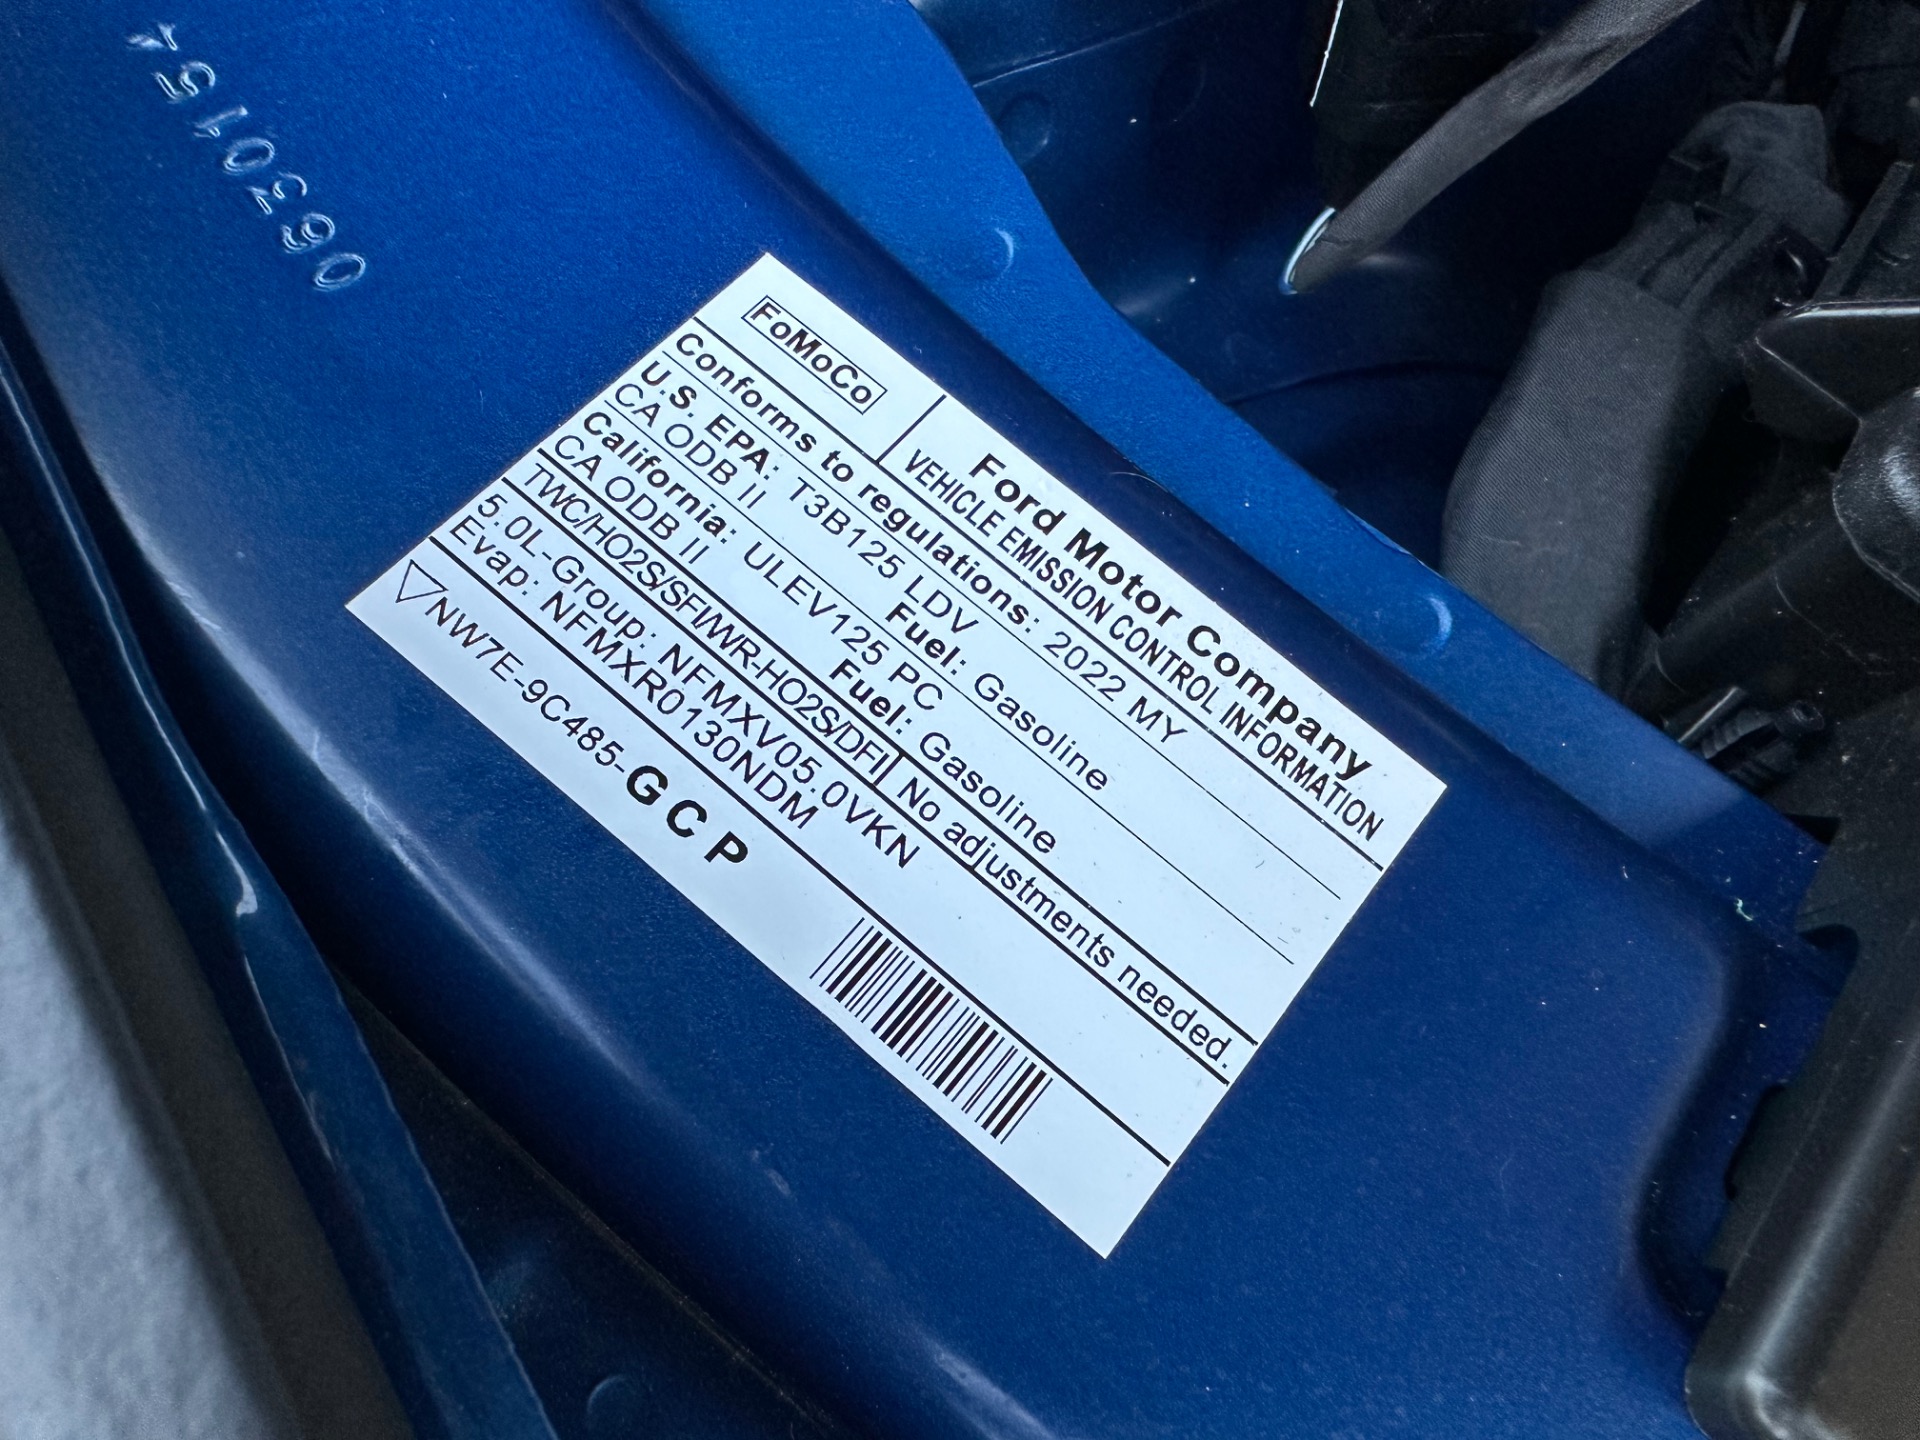 FoMoCo
Ford Motor Company
VEHICLE EMISSION CONTROL INFORMATION
Conforms to regulations: 2022 MY
U.S. EPA: T3B125 LDV
CA ODB II Fuel: Gasoline
California: ULEV125 PC
CA ODB II Fuel: Gasoline
TWC/HO2S/SFI/WR-HO2S/DFI No adjustments needed.
5.0L-Group: NFMXV05.0VKN
Evap: NFMXR0130NDM
NW7E-9C485-GCP